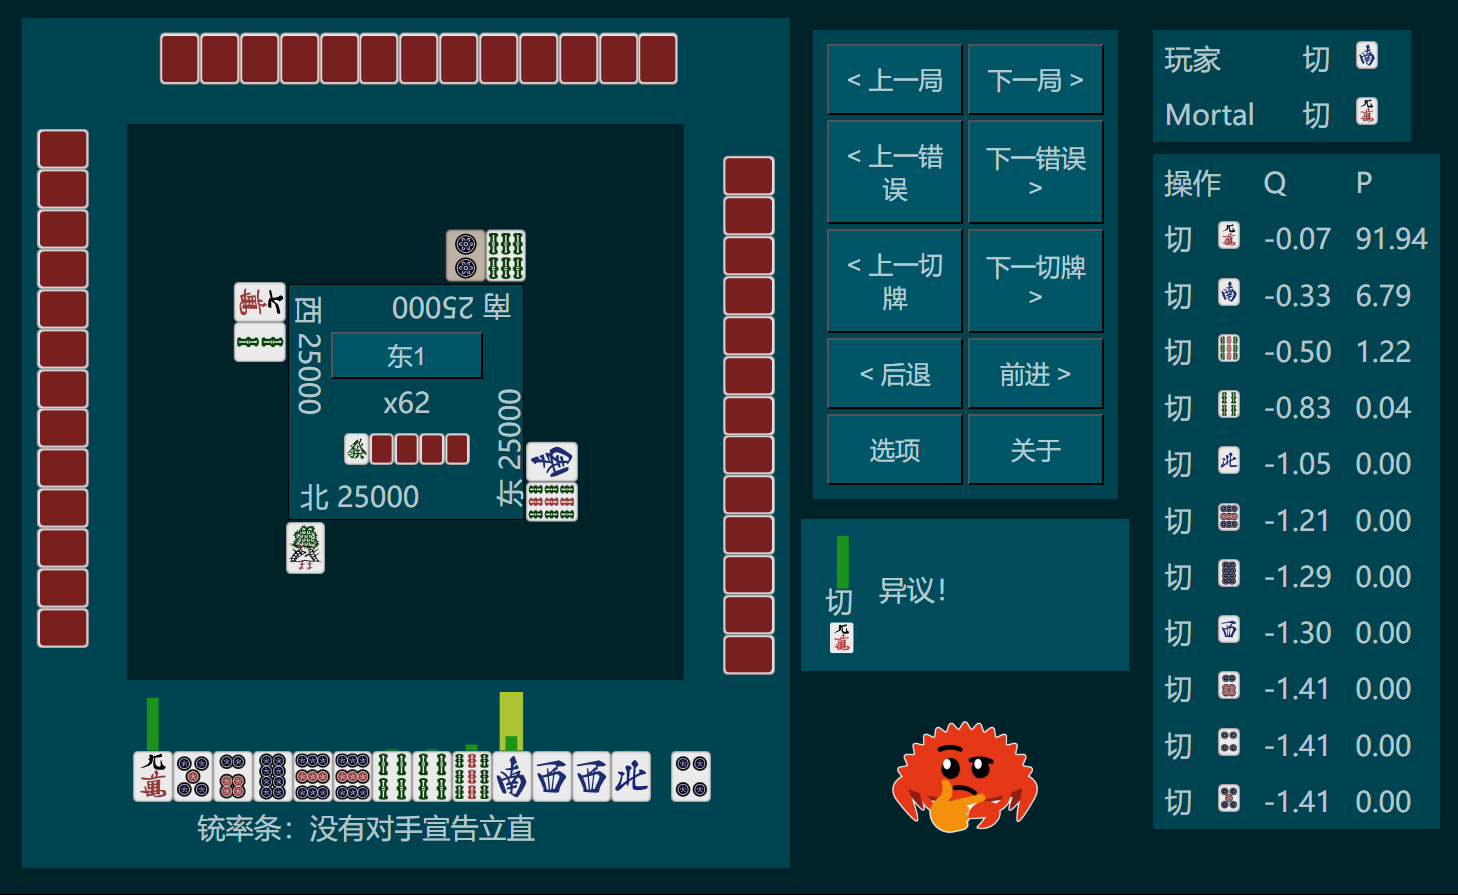 南 25000
西 25000
东1
x62
东 25000
北 25000
铳率条：没有对手宣告立直
< 上一局
下一局 >
< 上一错误
下一错误 >
< 上一切牌
下一切牌 >
< 后退
前进 >
选项
关于
切
异议！
玩家 切
Mortal 切
操作 Q P
切 -0.07 91.94
切 -0.33 6.79
切 -0.50 1.22
切 -0.83 0.04
切 -1.05 0.00
切 -1.21 0.00
切 -1.29 0.00
切 -1.30 0.00
切 -1.41 0.00
切 -1.41 0.00
切 -1.41 0.00